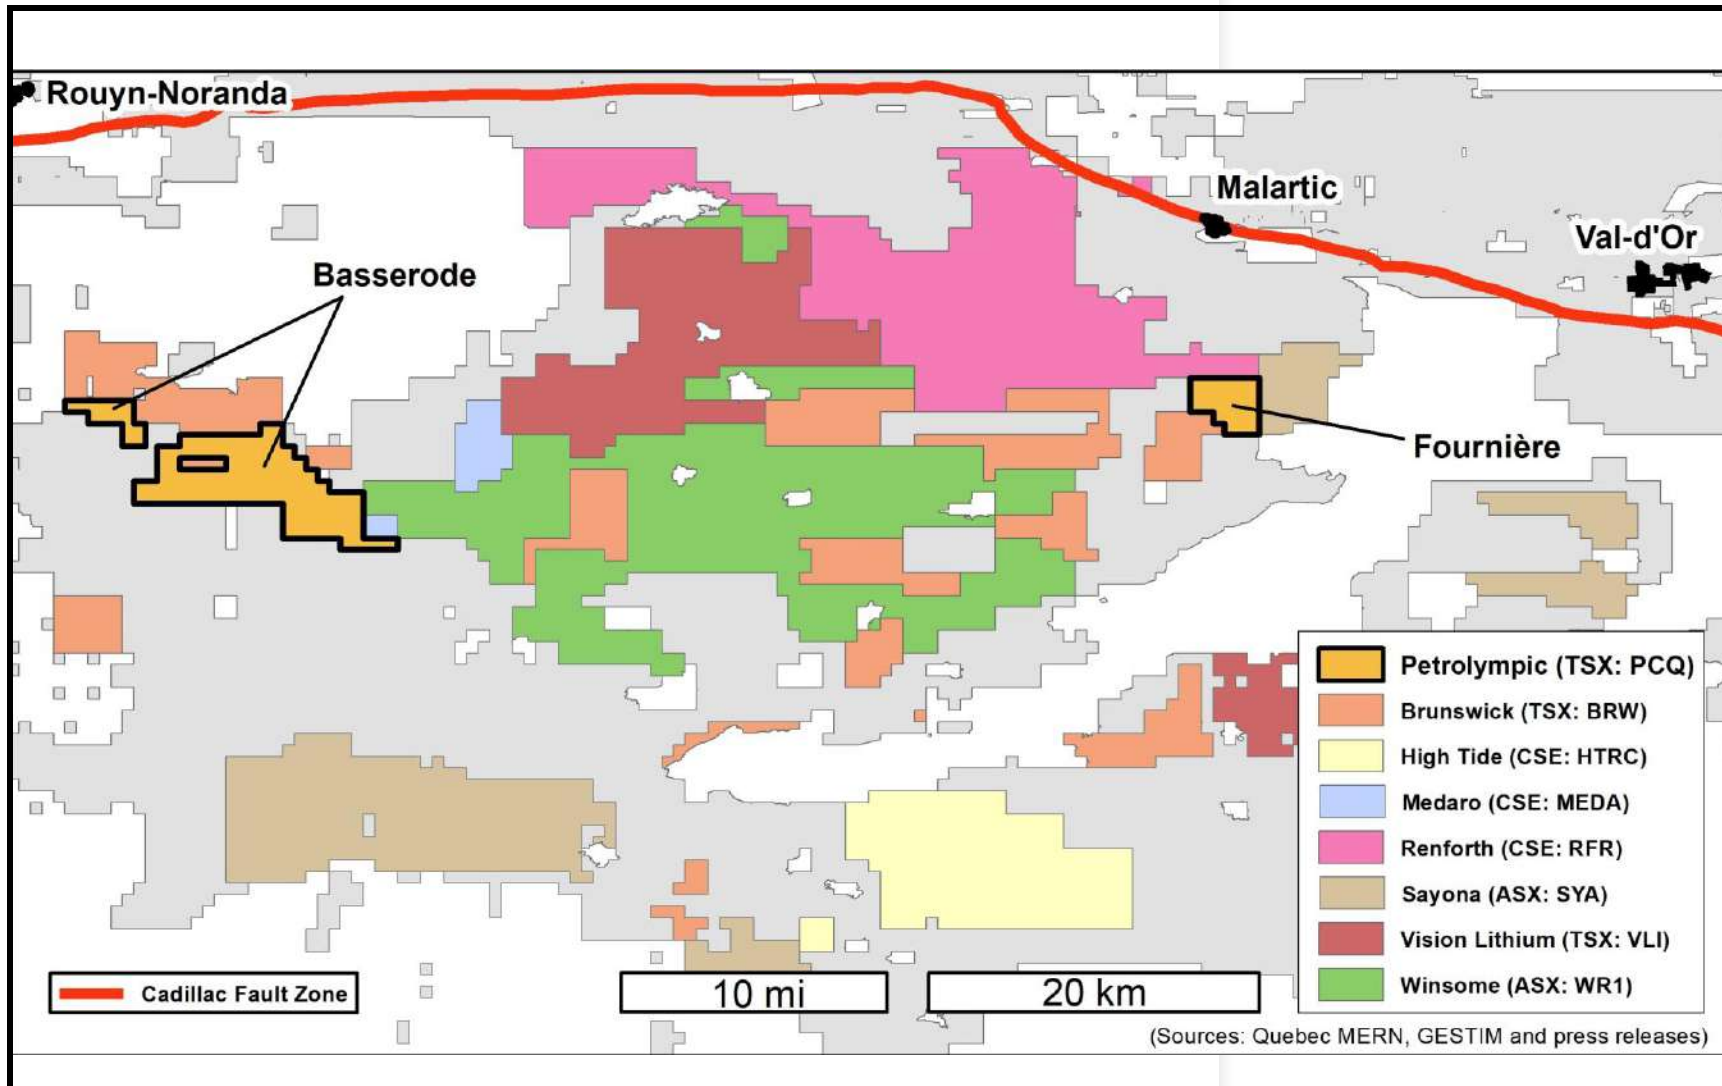 Rouyn-Noranda
Malartic
Val-d'Or
Basserode
Fournière
Petrolympic (TSX: PCQ)
Brunswick (TSX: BRW)
High Tide (CSE: HTRC)
Medaro (CSE: MEDA)
Renforth (CSE: RFR)
Sayona (ASX: SYA)
Vision Lithium (TSX: VLI)
Winsome (ASX: WR1)
Cadillac Fault Zone
10 mi
20 km
(Sources: Quebec MERN, GESTIM and press releases)